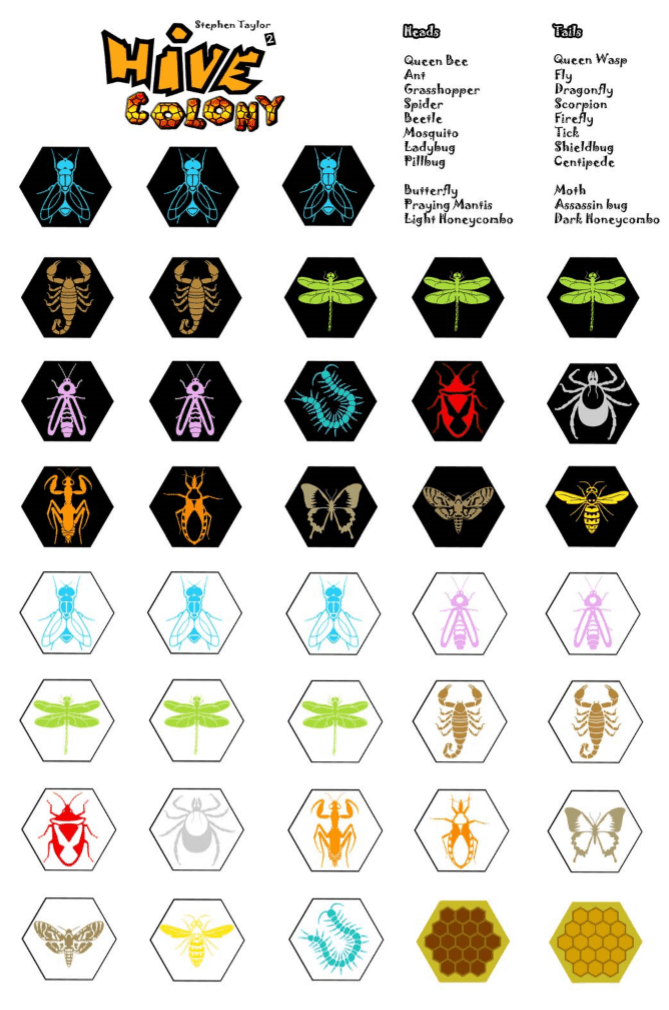 Stephen Taylor
HIVE 2
COLONY
Heads
Queen Bee
Ant
Grasshopper
Spider
Beetle
Mosquito
Ladybug
Pillbug
Butterfly
Praying Mantis
Light Honeycombo
Tails
Queen Wasp
Fly
Dragonfly
Scorpion
Firefly
Tick
Shieldbug
Centipede
Moth
Assassin bug
Dark Honeycombo